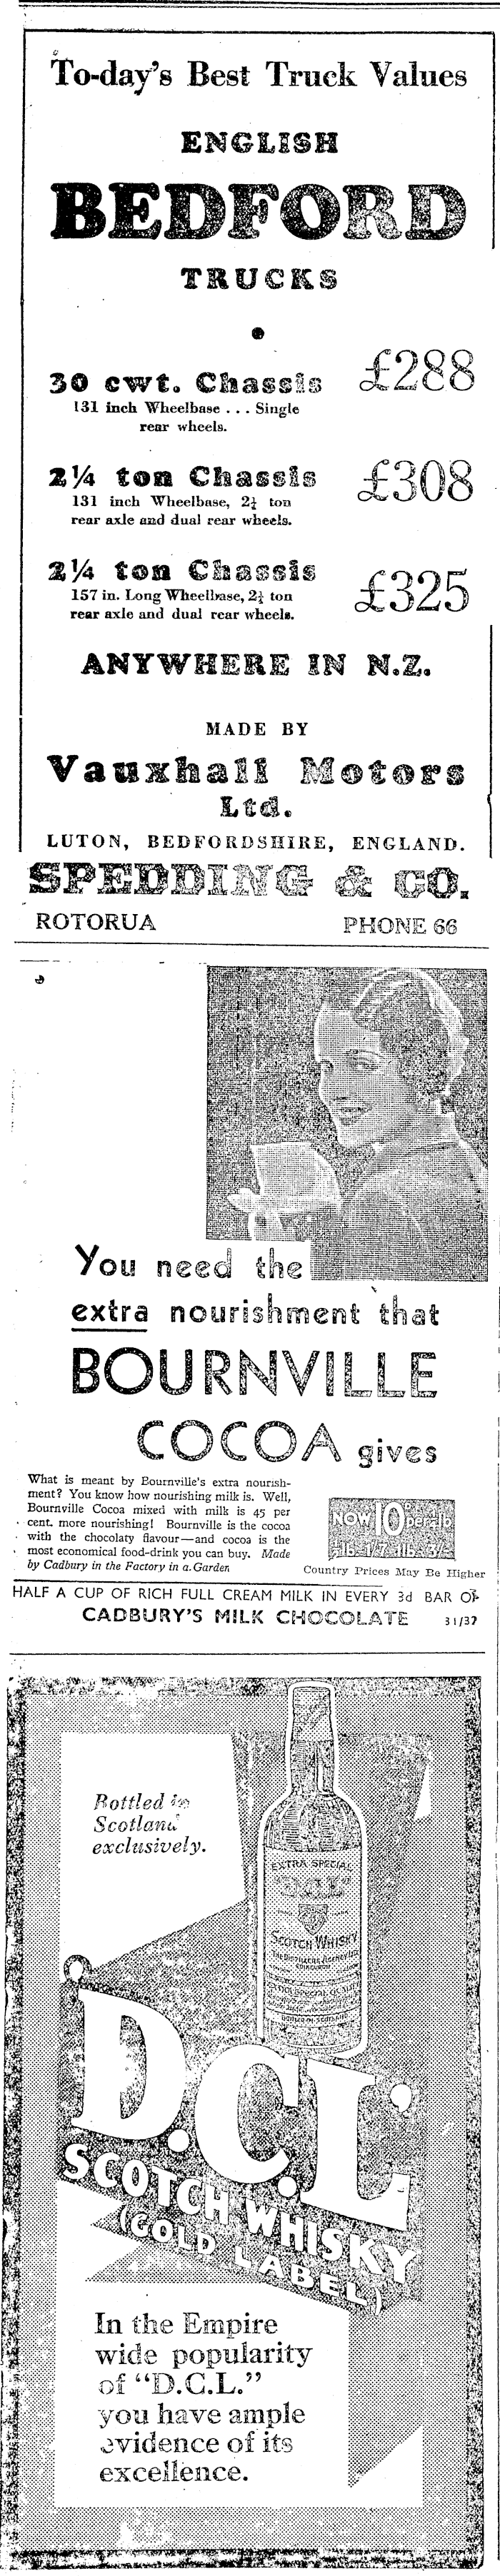 To-day's Best Truck Values
ENGLISH
BEDFORD
TRUCKS
30 cwt. Chassis £288
131 inch Wheelbase . . . Single
rear wheels.
2¼ ton Chassis £308
131 inch Wheelbase, 2¼ ton
rear axle and dual rear wheels.
2¼ ton Chassis £325
157 in. Long Wheelbase, 2¼ ton
rear axle and dual rear wheels.
ANYWHERE IN N.Z.
MADE BY
Vauxhall Motors
Ltd.
LUTON, BEDFORDSHIRE, ENGLAND.
SPEDDING & CO.
ROTORUA PHONE 66
You need the
extra nourishment that
BOURNVILLE
COCOA gives
What is meant by Bournville's extra nourish-
ment? You know how nourishing milk is. Well,
Bournville Cocoa mixed with milk is 45 per
cent. more nourishing! Bournville is the cocoa
with the chocolaty flavour—and cocoa is the
most economical food-drink you can buy. Made
by Cadbury in the Factory in a Garden
NOW 10D per ½lb
1lb 3/-
Country Prices May Be Higher
HALF A CUP OF RICH FULL CREAM MILK IN EVERY 3d BAR OF
CADBURY'S MILK CHOCOLATE 31/37
Bottled in
Scotland
exclusively.
EXTRA SPECIAL
"D.C.L."
SCOTCH WHISKY
D.C.L.
SCOTCH WHISKY
(GOLD LABEL)
In the Empire
wide popularity
of "D.C.L."
you have ample
evidence of its
excellence.